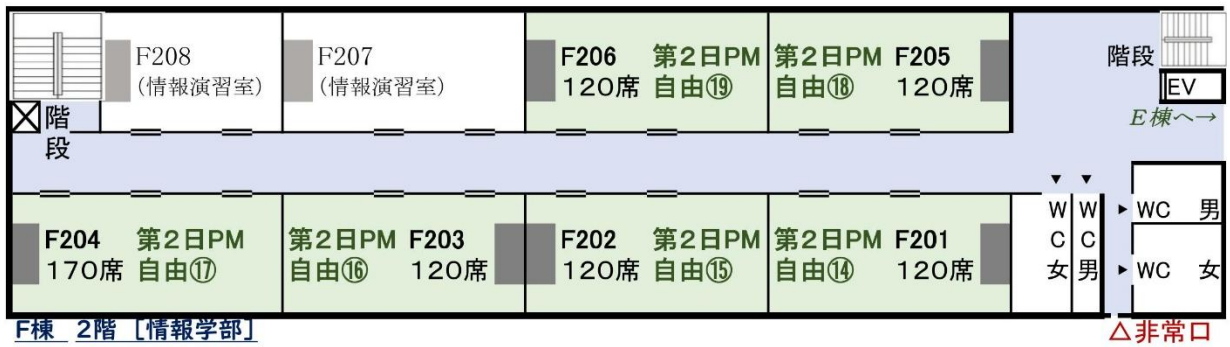 F208
(情報演習室)
F207
(情報演習室)
F206 第2日PM
120席 自由⑲
第2日PM F205
自由⑱ 120席
階段
EV
E棟へ→
階段
F204 第2日PM
170席 自由⑰
第2日PM F203
自由⑯ 120席
F202 第2日PM
120席 自由⑮
第2日PM F201
自由⑭ 120席
▼ ▼
WC女
WC男
▶ WC 男
▶ WC 女
F棟 2階 [情報学部]
△非常口